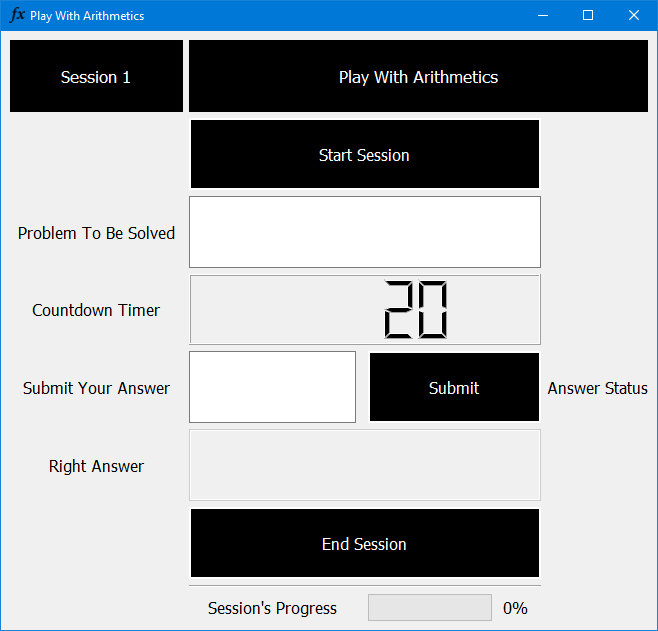 fx Play With Arithmetics
Session 1
Play With Arithmetics
Start Session
Problem To Be Solved
Countdown Timer
20
Submit Your Answer
Submit
Answer Status
Right Answer
End Session
Session's Progress
0%